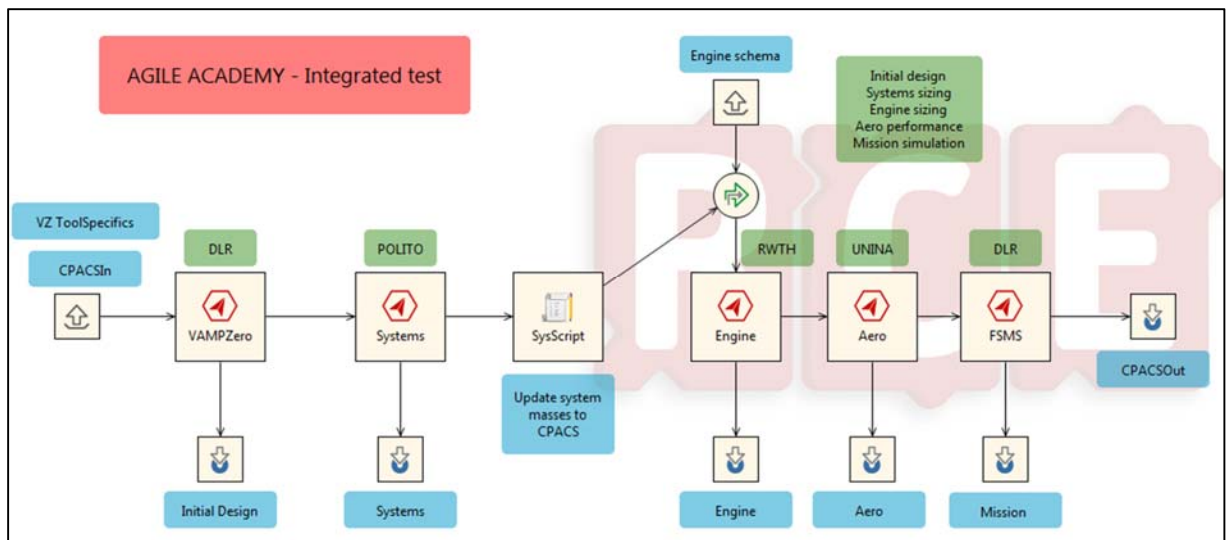 AGILE ACADEMY - Integrated test
Engine schema
Initial design
Systems sizing
Engine sizing
Aero performance
Mission simulation
VZ ToolSpecifics
CPACSIn
DLR
VAMPZero
POLITO
Systems
SysScript
Update system
masses to
CPACS
RWTH
Engine
UNINA
Aero
DLR
FSMS
CPACSOut
Initial Design
Systems
Engine
Aero
Mission
PCE